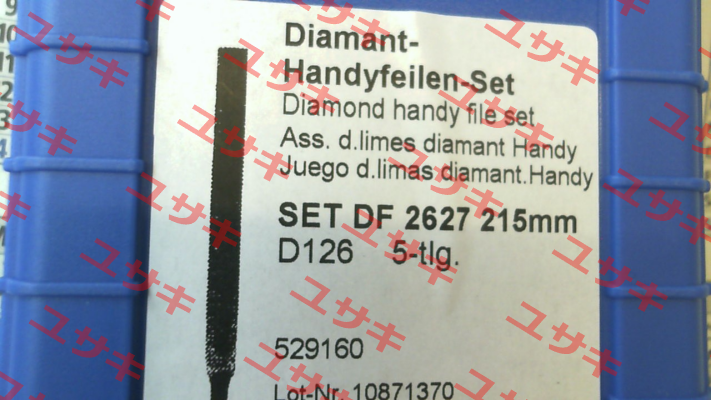 Diamant-
Handyfeilen-Set
Diamond handy file set
Ass. d.limes diamant Handy
Juego d.limas diamant.Handy
SET DF 2627 215mm
D126 5-tlg.
529160
Lot-Nr. 10871370
ユサキ